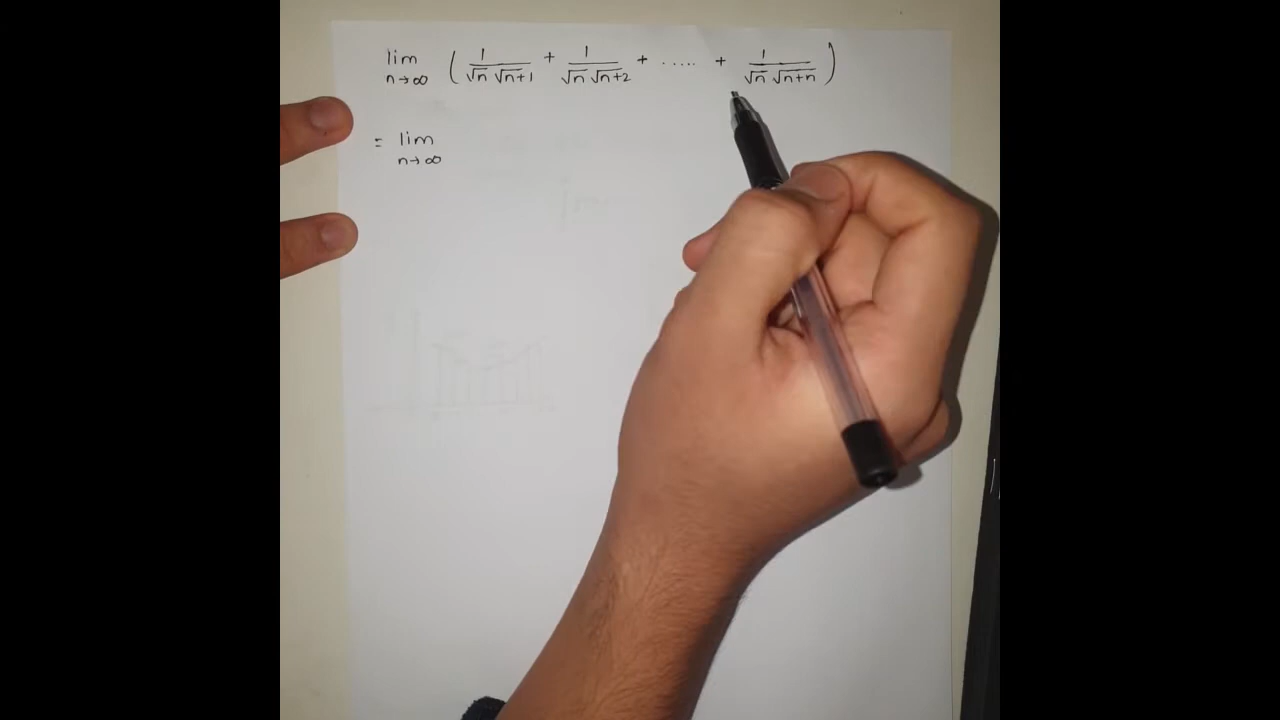 lim n→∞ ( 1/(√n √n+1) + 1/(√n √n+2) + ..... + 1/(√n √n+n) )
= lim n→∞